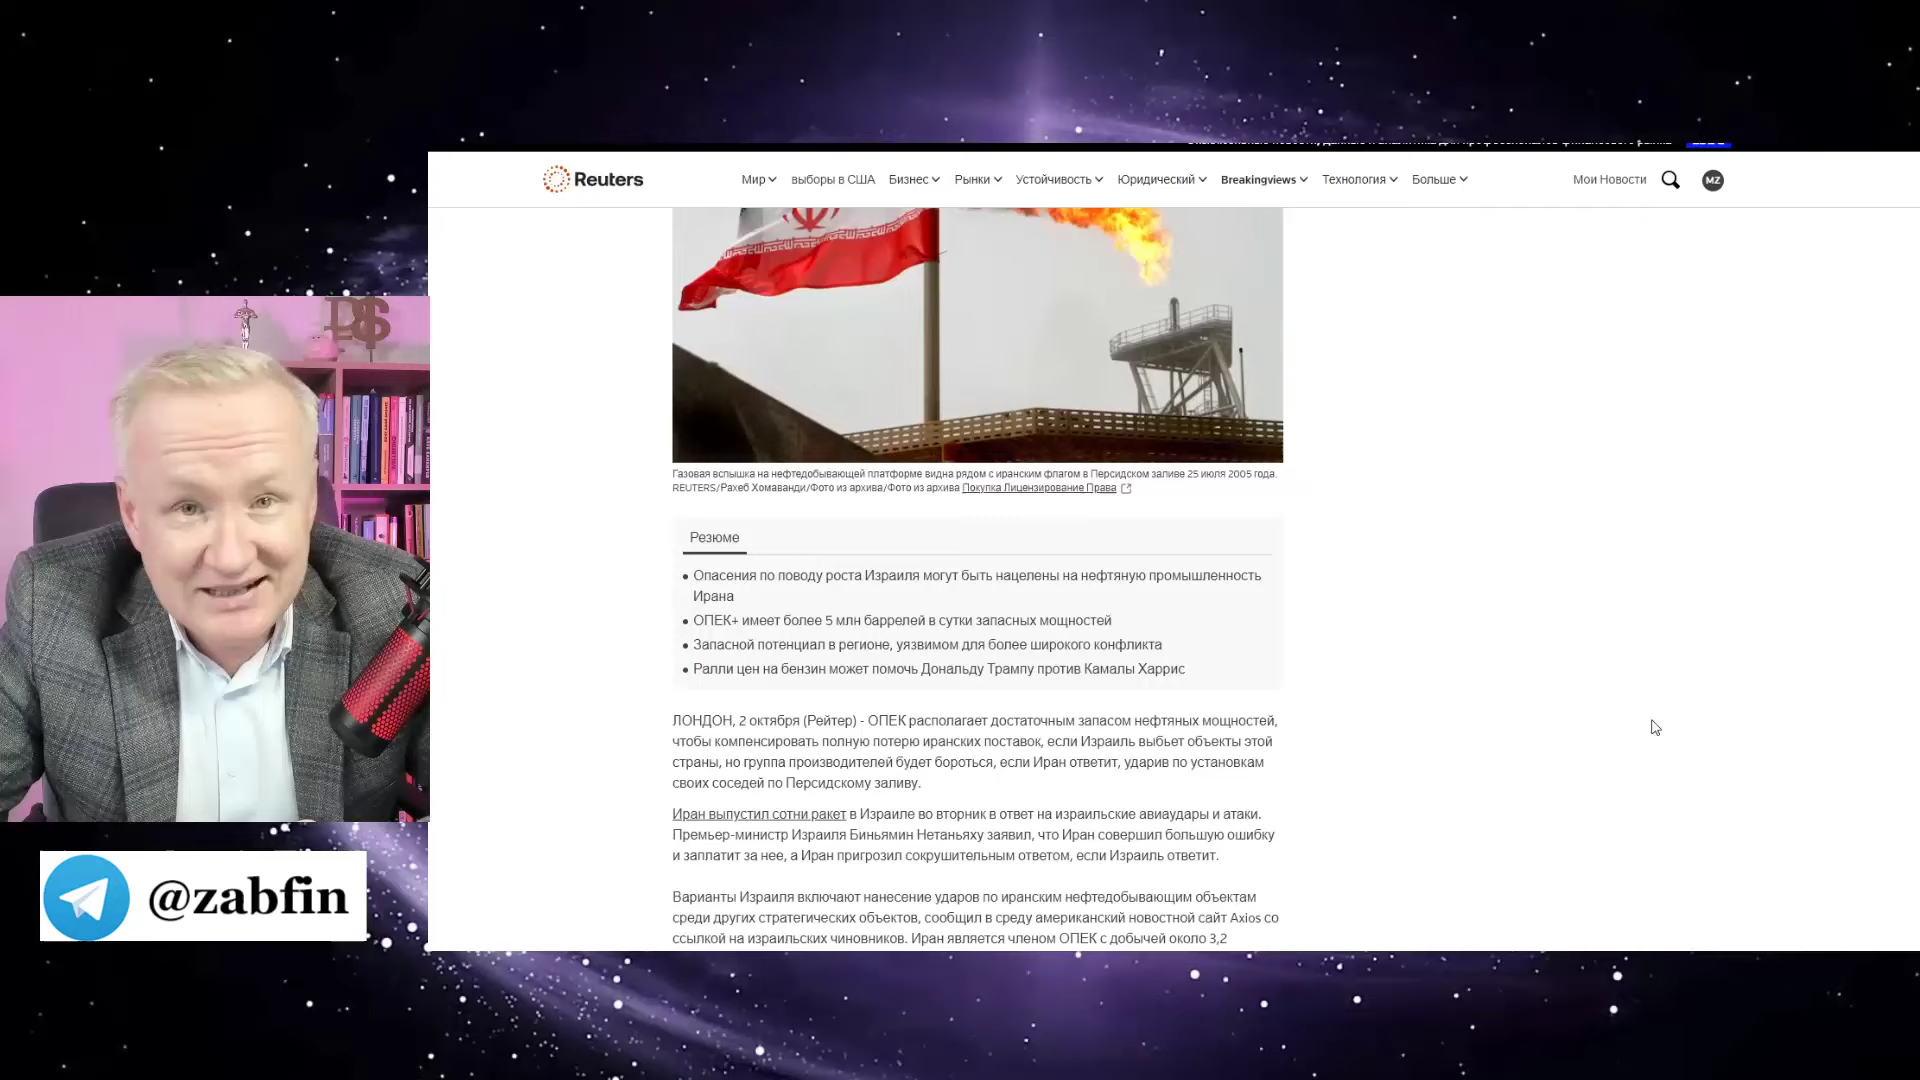 Reuters
Мир
выборы в США
Бизнес
Рынки
Устойчивость
Юридический
Breakingviews
Технология
Больше
Мои Новости
MZ
Газовая вспышка на нефтедобывающей платформе видна рядом с иранским флагом в Персидском заливе 25 июля 2005 года.
REUTERS/Рахеб Хомаванди/Фото из архива/Фото из архива Покупка Лицензирование Права
Резюме
Опасения по поводу роста Израиля могут быть нацелены на нефтяную промышленность
Ирана
ОПЕК+ имеет более 5 млн баррелей в сутки запасных мощностей
Запасной потенциал в регионе, уязвимом для более широкого конфликта
Ралли цен на бензин может помочь Дональду Трампу против Камалы Харрис
ЛОНДОН, 2 октября (Рейтер) - ОПЕК располагает достаточным запасом нефтяных мощностей,
чтобы компенсировать полную потерю иранских поставок, если Израиль выбьет объекты этой
страны, но группа производителей будет бороться, если Иран ответит, ударив по установкам
своих соседей по Персидскому заливу.
Иран выпустил сотни ракет в Израиле во вторник в ответ на израильские авиаудары и атаки.
Премьер-министр Израиля Биньямин Нетаньяху заявил, что Иран совершил большую ошибку
и заплатит за нее, а Иран пригрозил сокрушительным ответом, если Израиль ответит.
Варианты Израиля включают нанесение ударов по иранским нефтедобывающим объектам
среди других стратегических объектов, сообщил в среду американский новостной сайт Axios со
ссылкой на израильских чиновников. Иран является членом ОПЕК с добычей около 3,2
@zabfin